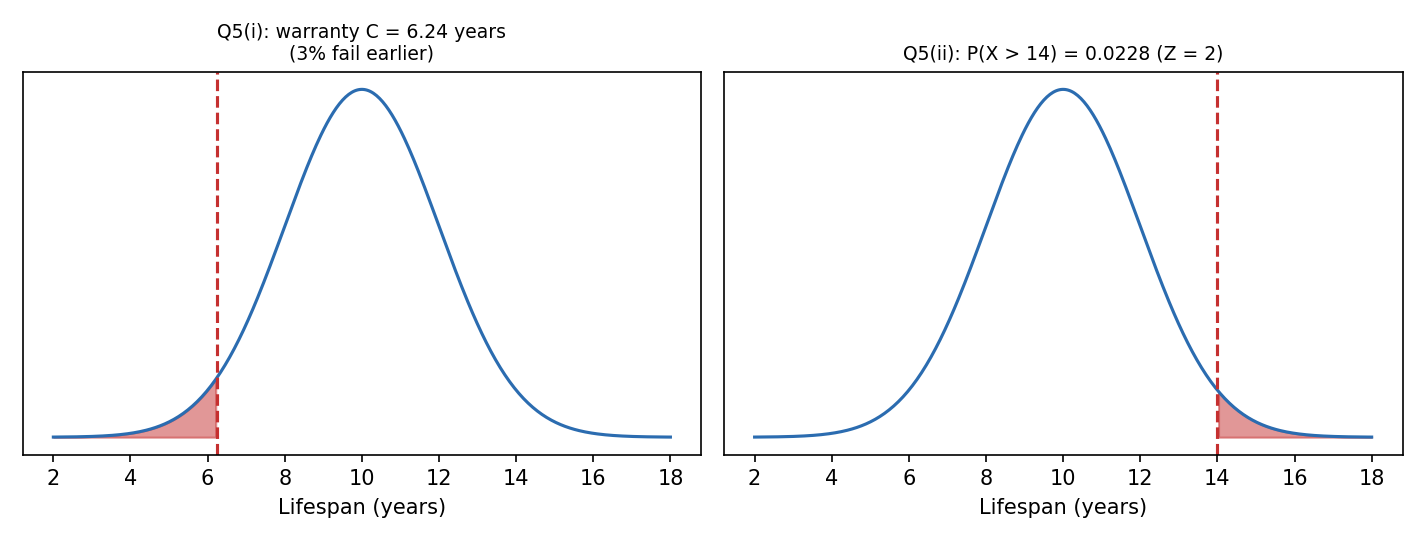 Q5(i): warranty C = 6.24 years
(3% fail earlier)
2 4 6 8 10 12 14 16 18
Lifespan (years)
Q5(ii): P(X > 14) = 0.0228 (Z = 2)
2 4 6 8 10 12 14 16 18
Lifespan (years)